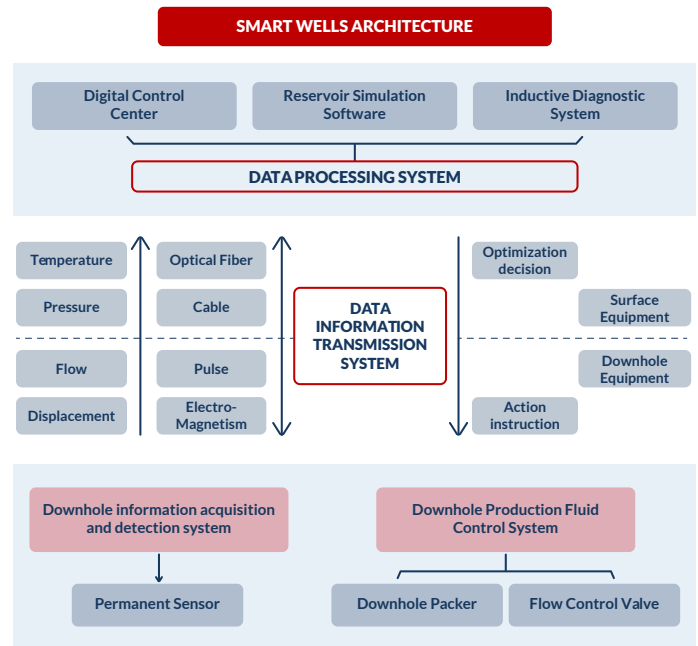 SMART WELLS ARCHITECTURE
Digital Control
Center
Reservoir Simulation
Software
Inductive Diagnostic
System
DATA PROCESSING SYSTEM
Temperature
Pressure
Flow
Displacement
Optical Fiber
Cable
Pulse
Electro-
Magnetism
DATA
INFORMATION
TRANSMISSION
SYSTEM
Optimization
decision
Surface
Equipment
Downhole
Equipment
Action
instruction
Downhole information acquisition
and detection system
Permanent Sensor
Downhole Production Fluid
Control System
Downhole Packer
Flow Control Valve